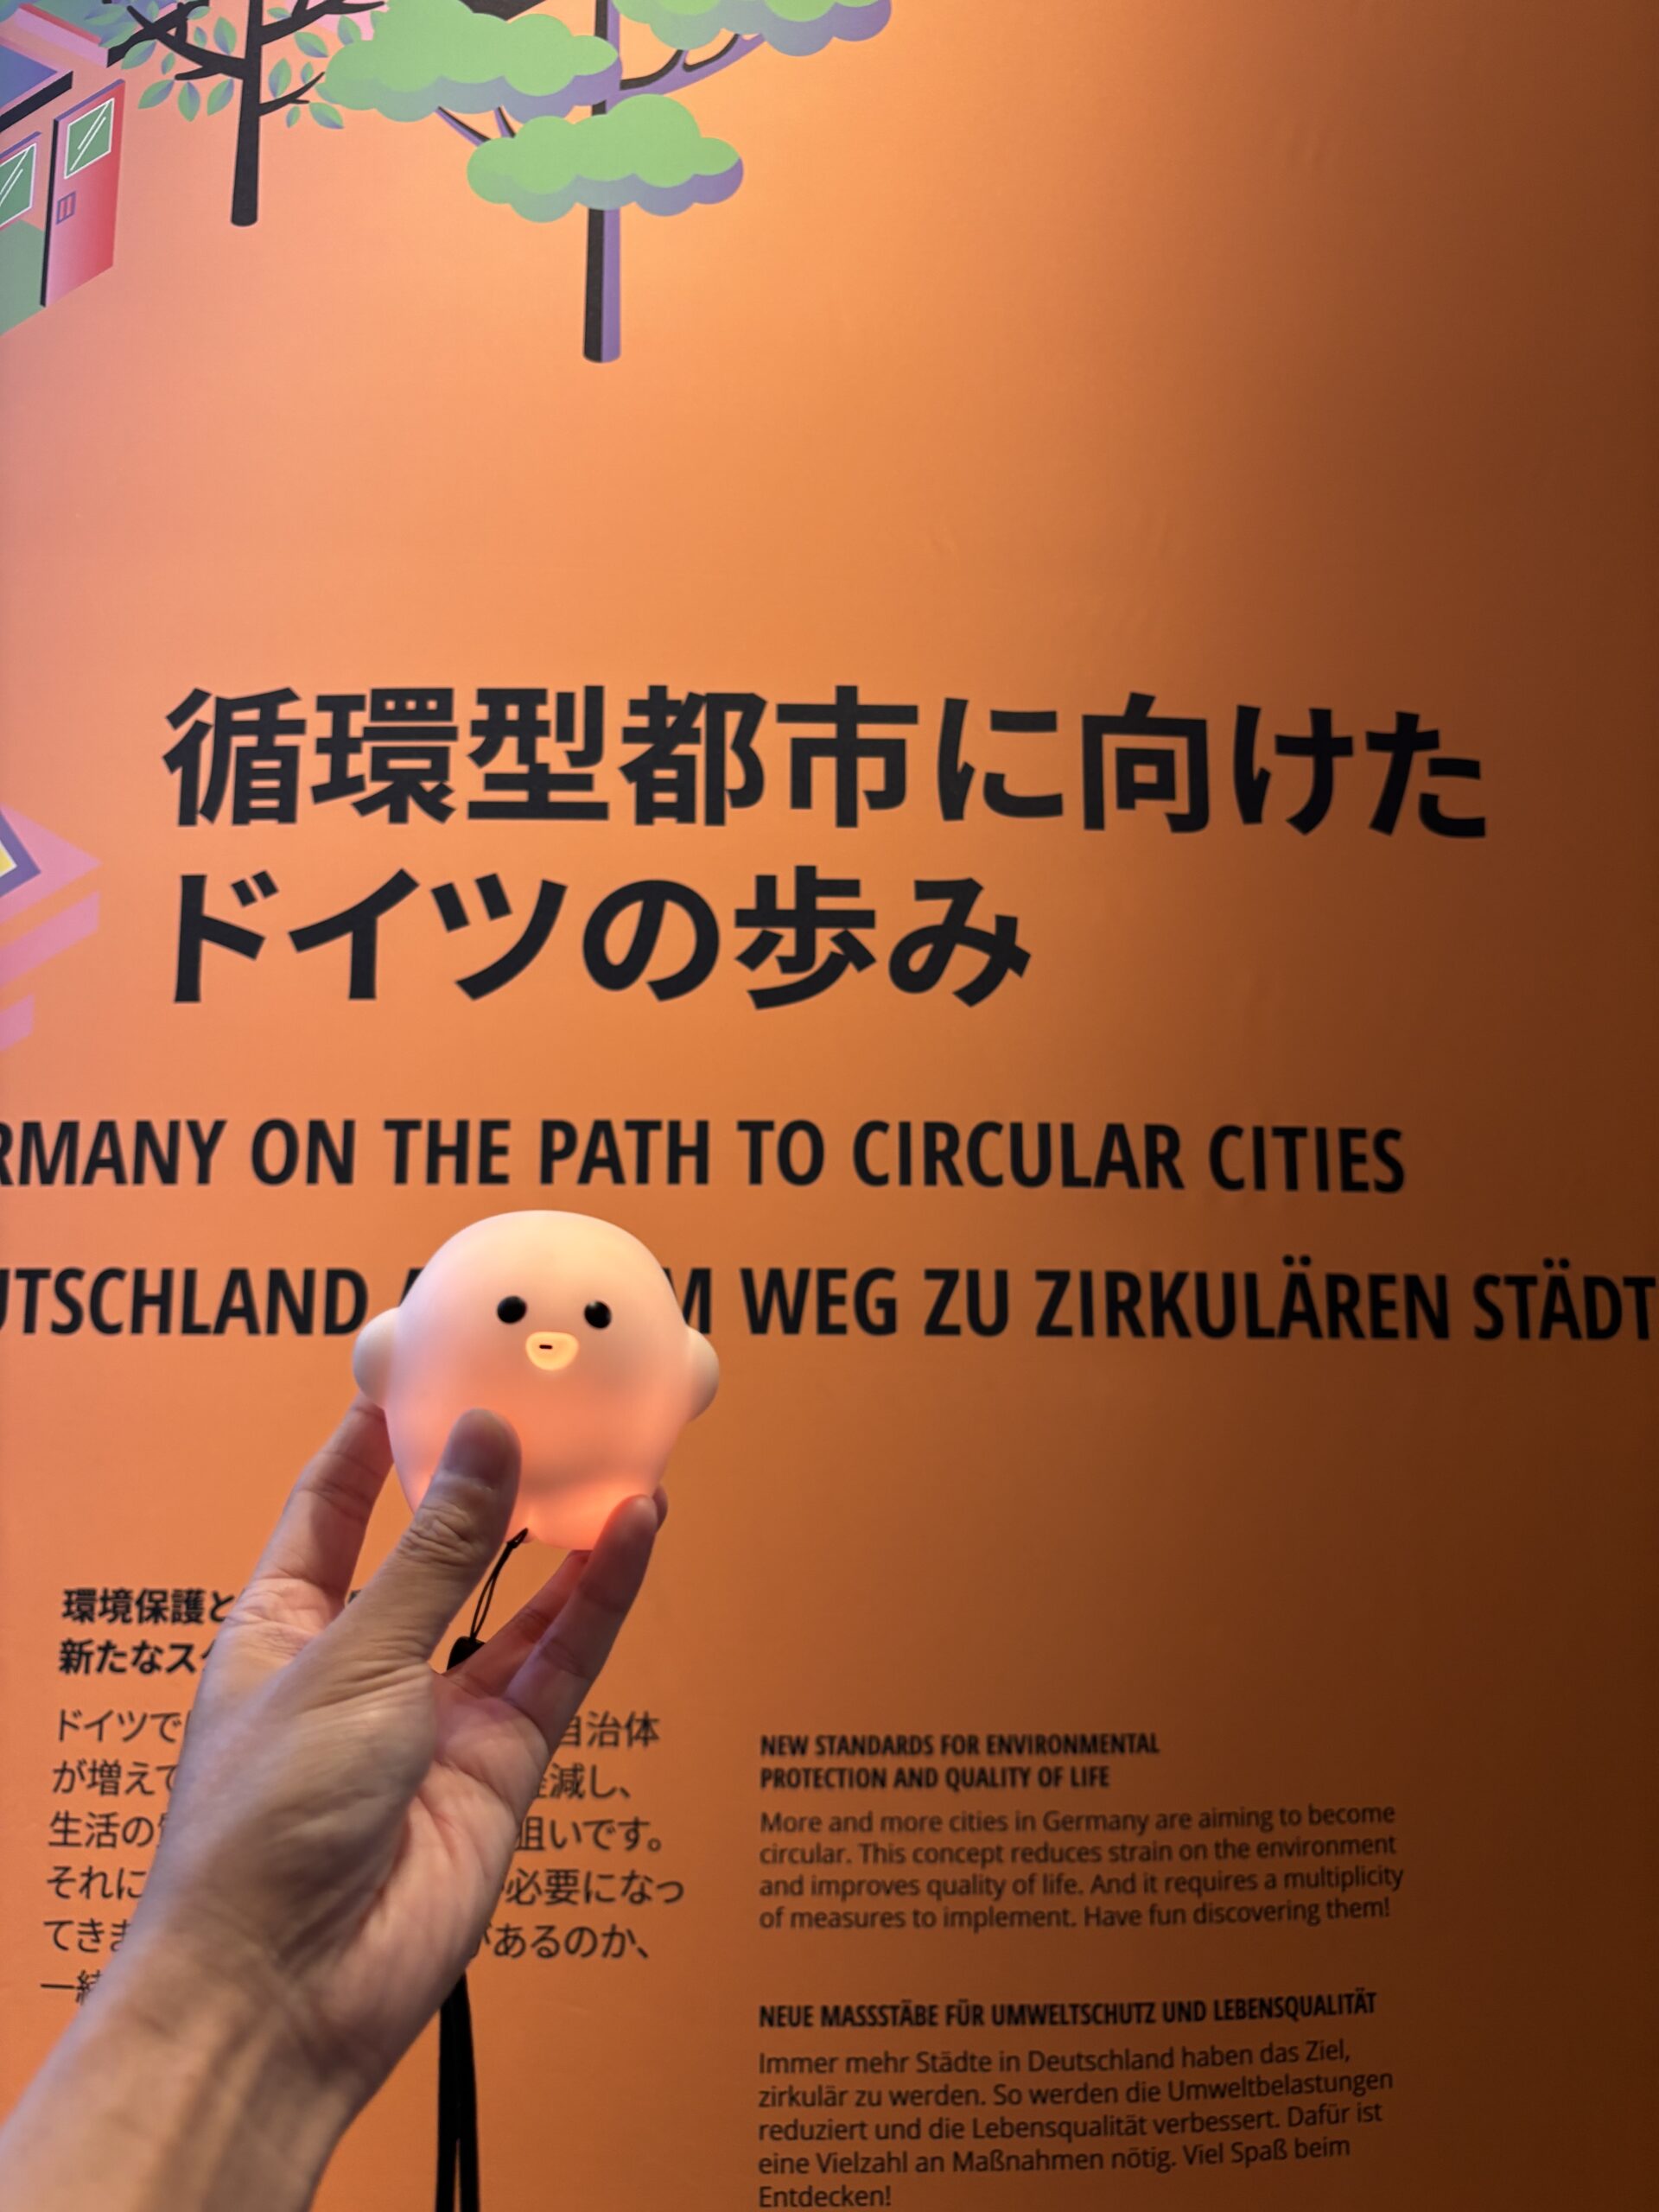 循環型都市に向けた
ドイツの歩み
RMANY ON THE PATH TO CIRCULAR CITIES
UTSCHLAND WEG ZU ZIRKULÄREN STÄDT
環境保護と
新たなス
ドイツで 自治体
が増えて 減し、
生活の 狙いです。
それに 必要になっ
てきま があるのか、
一緒
NEW STANDARDS FOR ENVIRONMENTAL
PROTECTION AND QUALITY OF LIFE
More and more cities in Germany are aiming to become
circular. This concept reduces strain on the environment
and improves quality of life. And it requires a multiplicity
of measures to implement. Have fun discovering them!
NEUE MASSSTÄBE FÜR UMWELTSCHUTZ UND LEBENSQUALITÄT
Immer mehr Städte in Deutschland haben das Ziel,
zirkulär zu werden. So werden die Umweltbelastungen
reduziert und die Lebensqualität verbessert. Dafür ist
eine Vielzahl an Maßnahmen nötig. Viel Spaß beim
Entdecken!